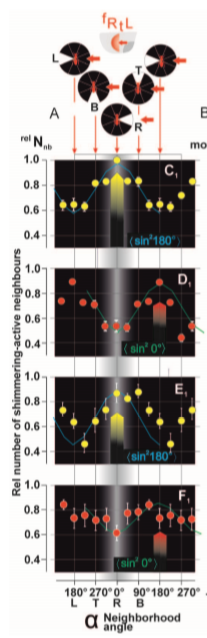 fRtL
L
T
B
R
A
B
rel Nnb
mo
C1
1.0
0.8
0.6
⟨sin² 180°⟩
D1
1.0
0.8
0.6
0.4
⟨sin² 0°⟩
E1
1.0
0.8
0.6
0.4
⟨sin² 180°⟩
F1
1.0
0.8
0.6
0.4
⟨sin² 0°⟩
Rel number of shimmering-active neighbours
180° 270° 0° 90° 180° 270°
L T R B
α Neighborhood
angle